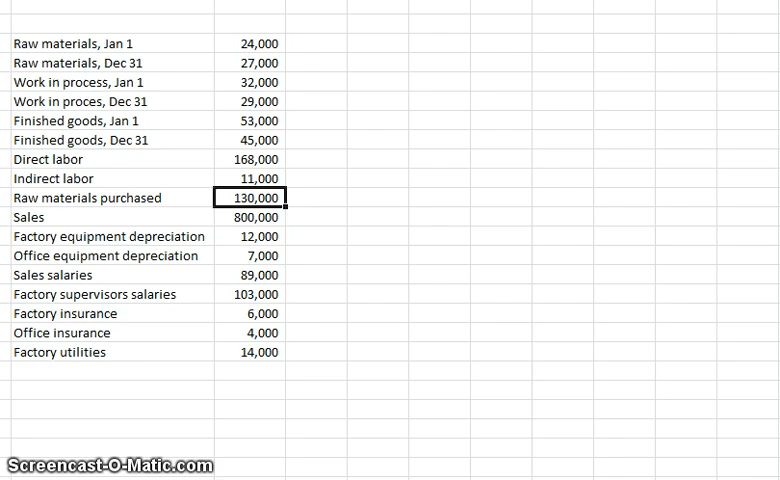 Raw materials, Jan 1 24,000
Raw materials, Dec 31 27,000
Work in process, Jan 1 32,000
Work in proces, Dec 31 29,000
Finished goods, Jan 1 53,000
Finished goods, Dec 31 45,000
Direct labor 168,000
Indirect labor 11,000
Raw materials purchased 130,000
Sales 800,000
Factory equipment depreciation 12,000
Office equipment depreciation 7,000
Sales salaries 89,000
Factory supervisors salaries 103,000
Factory insurance 6,000
Office insurance 4,000
Factory utilities 14,000
Screencast-O-Matic.com